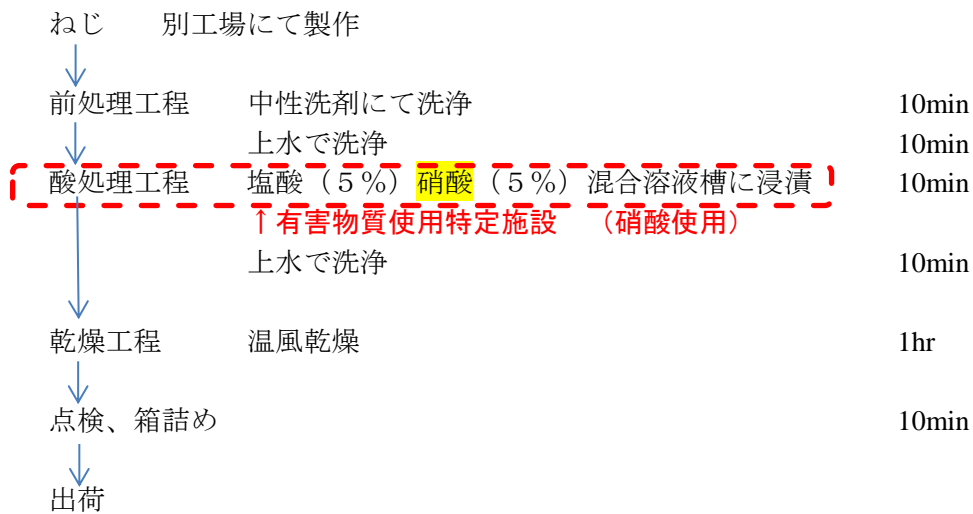 ねじ　　別工場にて製作
前処理工程　　中性洗剤にて洗浄　　10min
上水で洗浄　　10min
酸処理工程　　塩酸（５％）硝酸（５％）混合溶液槽に浸漬　　10min
↑有害物質使用特定施設　（硝酸使用）
上水で洗浄　　10min
乾燥工程　　温風乾燥　　1hr
点検、箱詰め　　10min
出荷